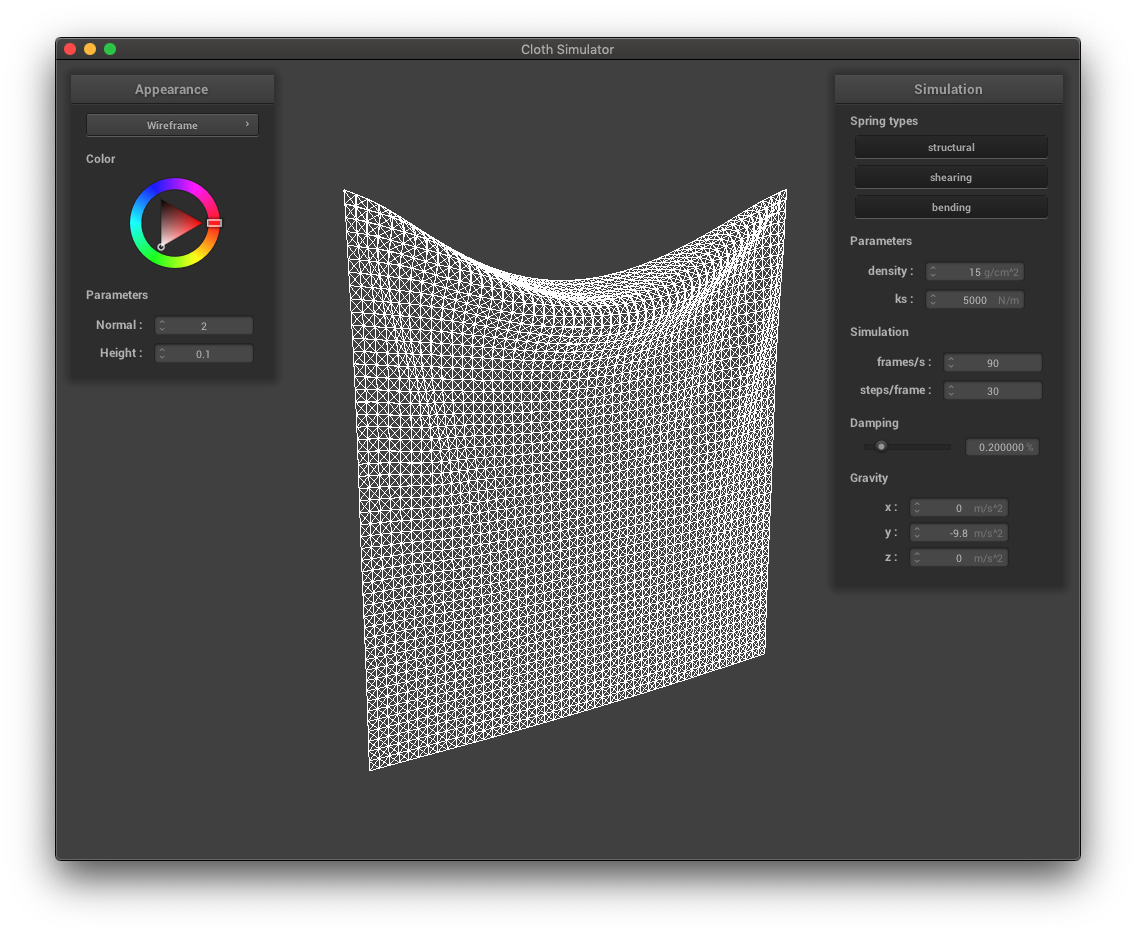 Cloth Simulator
Appearance
Wireframe ›
Color
Parameters
Normal : 2
Height : 0.1
Simulation
Spring types
structural
shearing
bending
Parameters
density : 15 g/cm^2
ks : 5000 N/m
Simulation
frames/s : 90
steps/frame : 30
Damping
0.200000 %
Gravity
x : 0 m/s^2
y : -9.8 m/s^2
z : 0 m/s^2